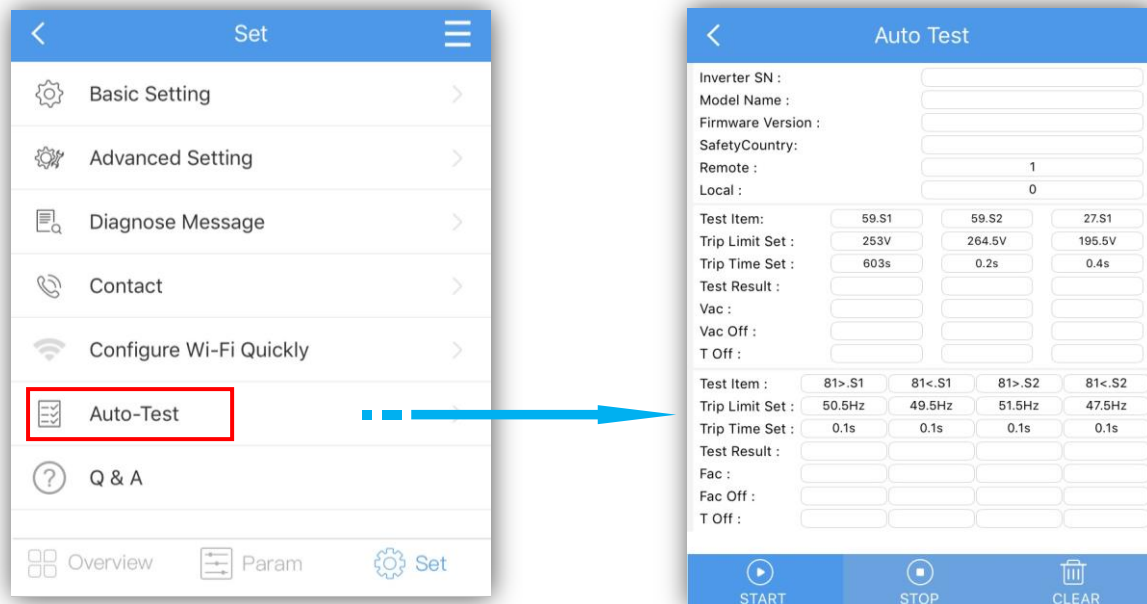 Set
Basic Setting
Advanced Setting
Diagnose Message
Contact
Configure Wi-Fi Quickly
Auto-Test
Q & A
Overview Param Set
Auto Test
Inverter SN :
Model Name :
Firmware Version :
SafetyCountry:
Remote : 1
Local : 0
Test Item: 59.S1 59.S2 27.S1
Trip Limit Set : 253V 264.5V 195.5V
Trip Time Set : 603s 0.2s 0.4s
Test Result :
Vac :
Vac Off :
T Off :
Test Item : 81>.S1 81<.S1 81>.S2 81<.S2
Trip Limit Set : 50.5Hz 49.5Hz 51.5Hz 47.5Hz
Trip Time Set : 0.1s 0.1s 0.1s 0.1s
Test Result :
Fac :
Fac Off :
T Off :
START STOP CLEAR